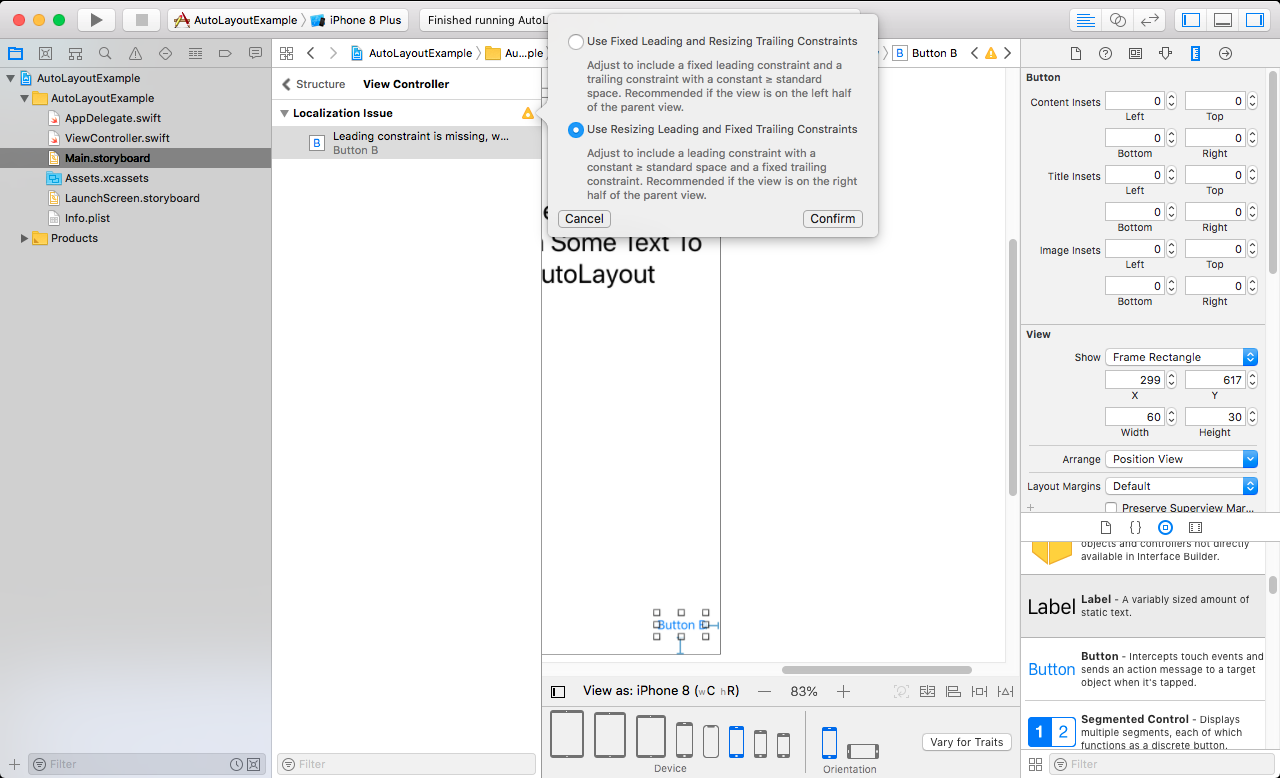 AutoLayoutExample
iPhone 8 Plus
Finished running AutoL
AutoLayoutExample
Au...ple
Button B
AutoLayoutExample
AutoLayoutExample
AppDelegate.swift
ViewController.swift
Main.storyboard
Assets.xcassets
LaunchScreen.storyboard
Info.plist
Products
Filter
Structure
View Controller
Localization Issue
Leading constraint is missing, w...
Button B
Filter
Use Fixed Leading and Resizing Trailing Constraints
Adjust to include a fixed leading constraint and a
trailing constraint with a constant ≥ standard
space. Recommended if the view is on the left half
of the parent view.
Use Resizing Leading and Fixed Trailing Constraints
Adjust to include a leading constraint with a
constant ≥ standard space and a fixed trailing
constraint. Recommended if the view is on the right
half of the parent view.
Cancel
Confirm
Some Text To
utoLayout
Button B
View as: iPhone 8 (wC hR)
83%
Device
Orientation
Vary for Traits
Button
Content Insets
0
0
Left
Top
0
0
Bottom
Right
Title Insets
0
0
Left
Top
0
0
Bottom
Right
Image Insets
0
0
Left
Top
0
0
Bottom
Right
View
Show
Frame Rectangle
299
617
X
Y
60
30
Width
Height
Arrange
Position View
Layout Margins
Default
Preserve Superview Mar...
objects and controllers not directly
available in Interface Builder.
Label
Label - A variably sized amount of
static text.
Button
Button - Intercepts touch events and
sends an action message to a target
object when it's tapped.
1 2
Segmented Control - Displays
multiple segments, each of which
functions as a discrete button.
Filter